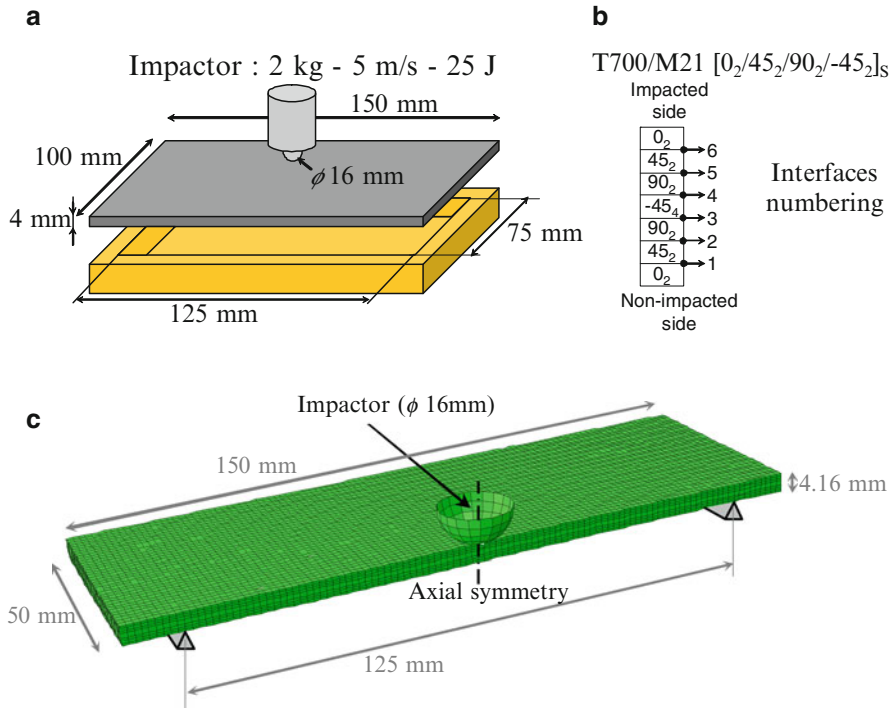 a
Impactor : 2 kg - 5 m/s - 25 J
150 mm
100 mm
ϕ 16 mm
4 mm
75 mm
125 mm
b
T700/M21 [0₂/45₂/90₂/-45₂]ₛ
Impacted
side
0₂
6
45₂
5
90₂
4
-45₄
3
90₂
2
45₂
1
0₂
Non-impacted
side
Interfaces
numbering
c
Impactor (ϕ 16mm)
150 mm
4.16 mm
Axial symmetry
50 mm
125 mm